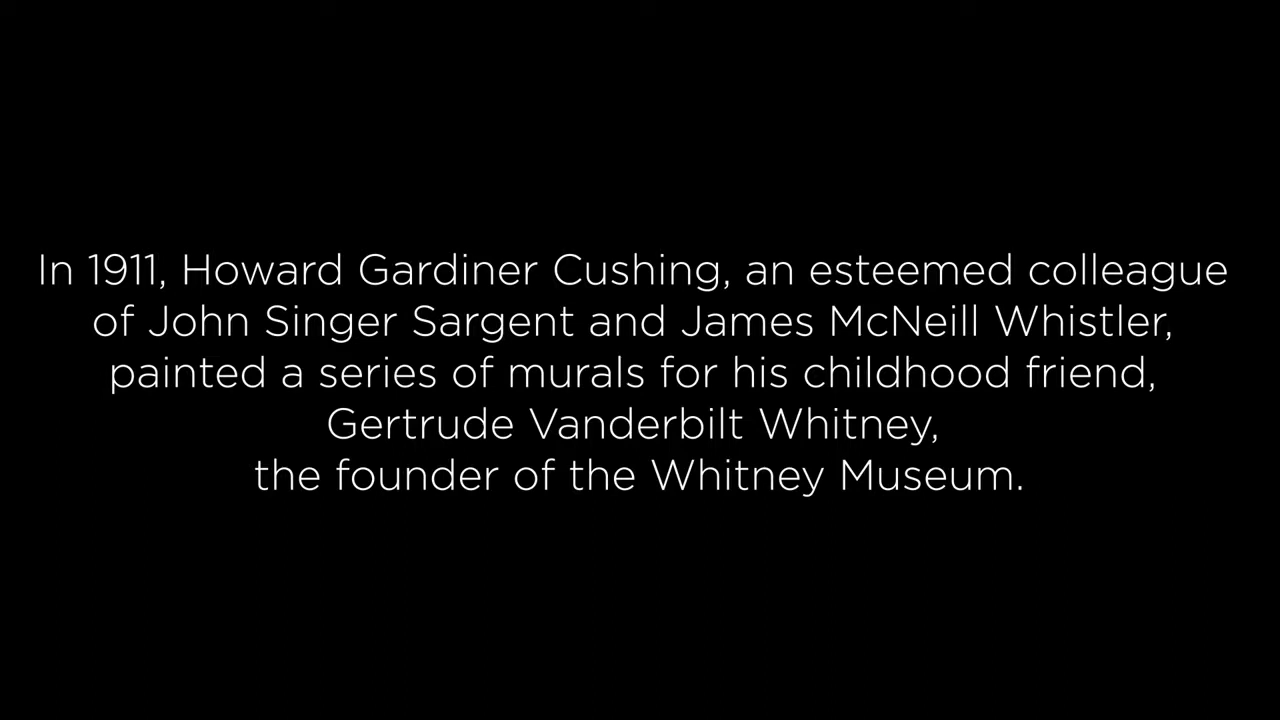 In 1911, Howard Gardiner Cushing, an esteemed colleague
of John Singer Sargent and James McNeill Whistler,
painted a series of murals for his childhood friend,
Gertrude Vanderbilt Whitney,
the founder of the Whitney Museum.